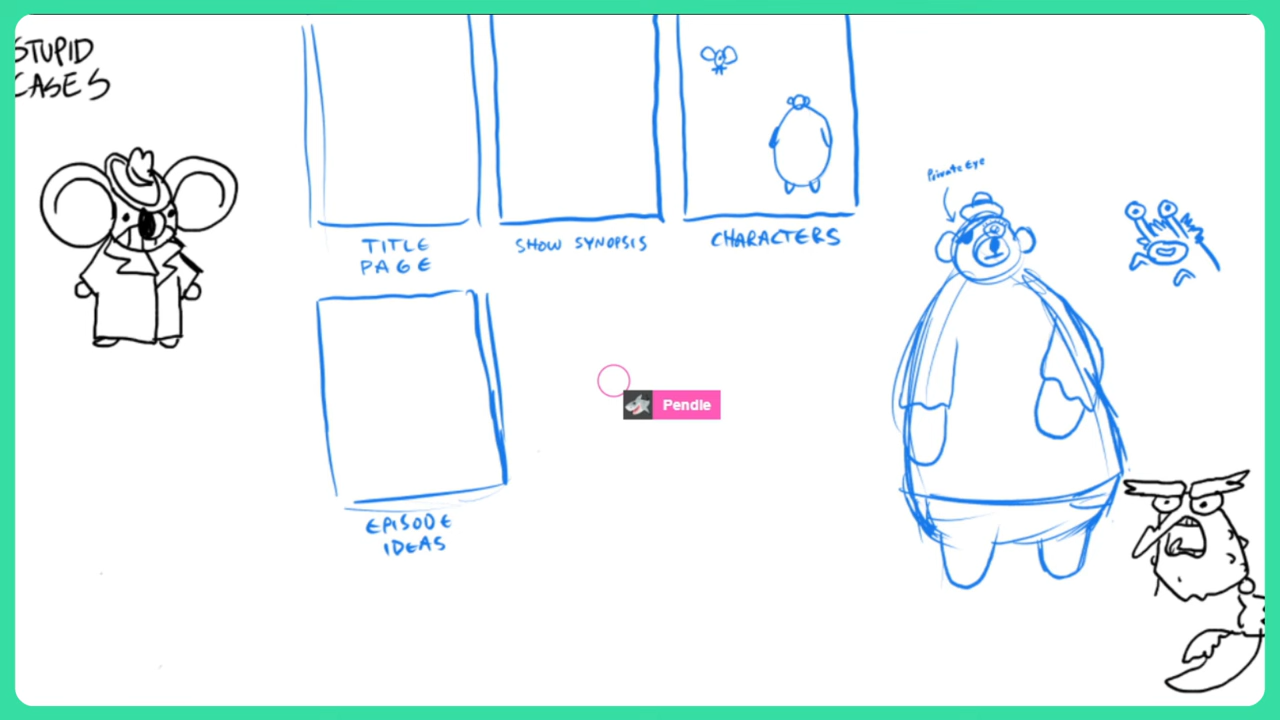 STUPID
CASES
Private Eye
TITLE
PAGE
SHOW SYNOPSIS
CHARACTERS
Pendle
EPISODE
IDEAS